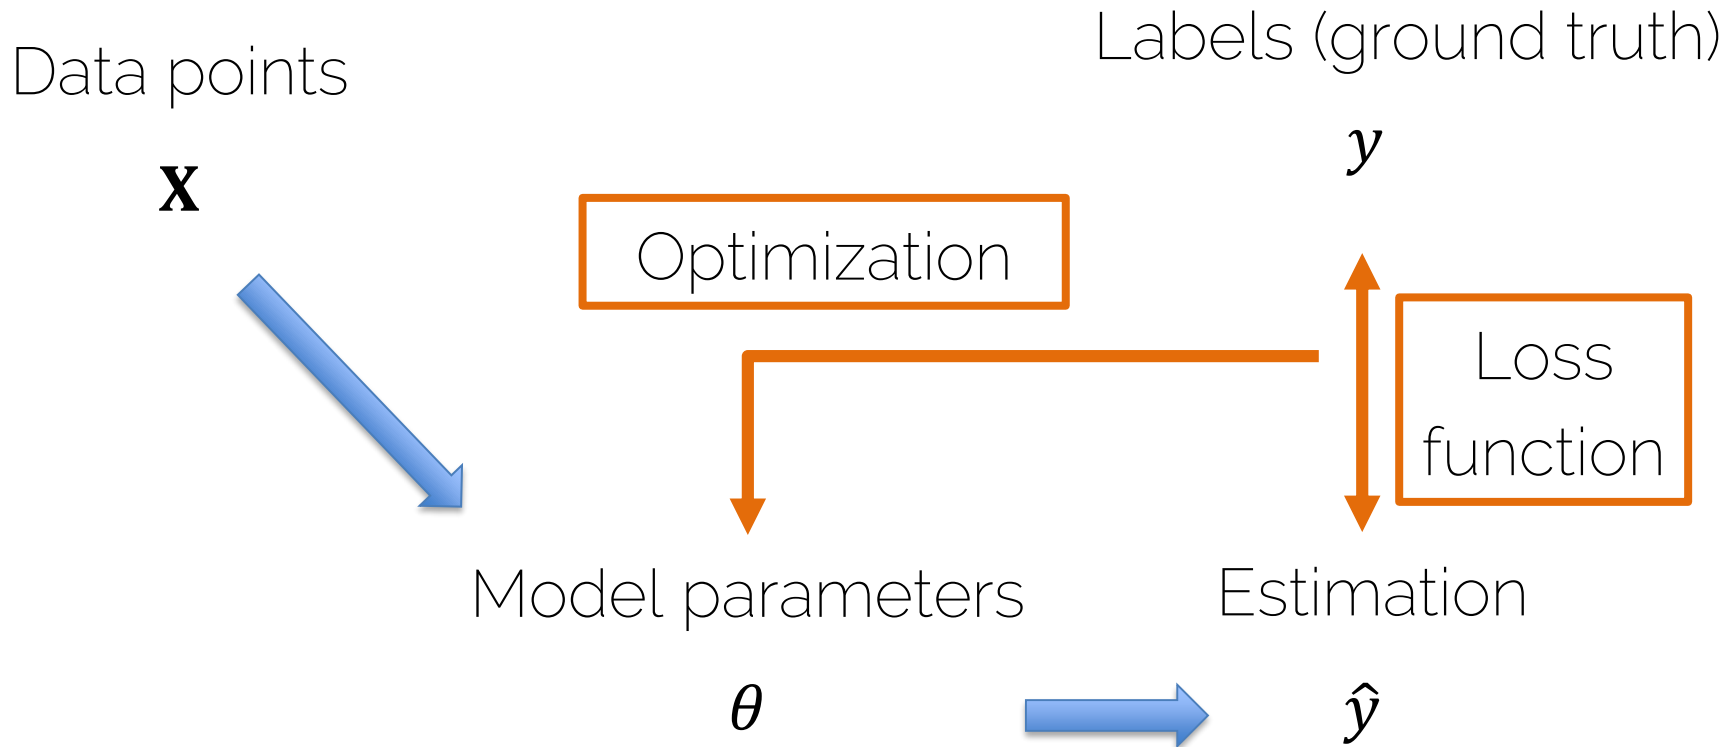 Data points
x
Labels (ground truth)
y
Optimization
Loss
function
Model parameters
θ
Estimation
ŷ